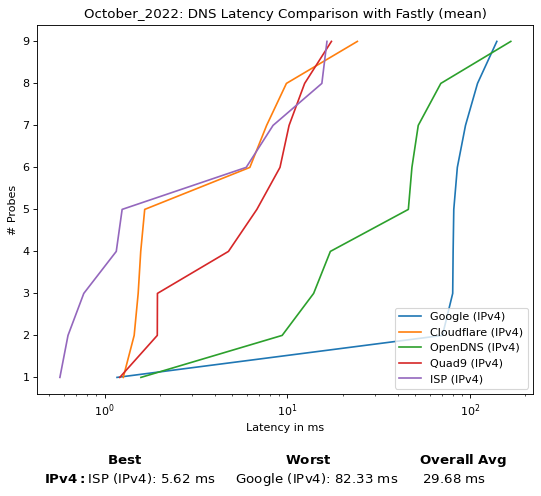 October_2022: DNS Latency Comparison with Fastly (mean)
9
8
7
6
5
4
3
2
1
# Probes
Google (IPv4)
Cloudflare (IPv4)
OpenDNS (IPv4)
Quad9 (IPv4)
ISP (IPv4)
10⁰ 10¹ 10²
Latency in ms
Best Worst Overall Avg
IPv4: ISP (IPv4): 5.62 ms Google (IPv4): 82.33 ms 29.68 ms